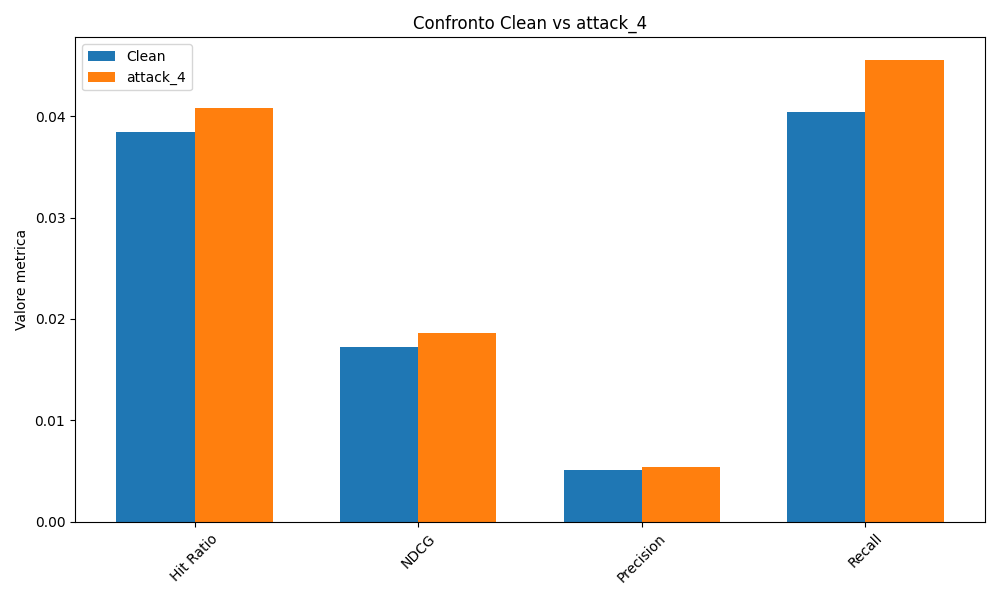 Confronto Clean vs attack_4
Clean
attack_4
Valore metrica
0.04
0.03
0.02
0.01
0.00
Hit Ratio
NDCG
Precision
Recall